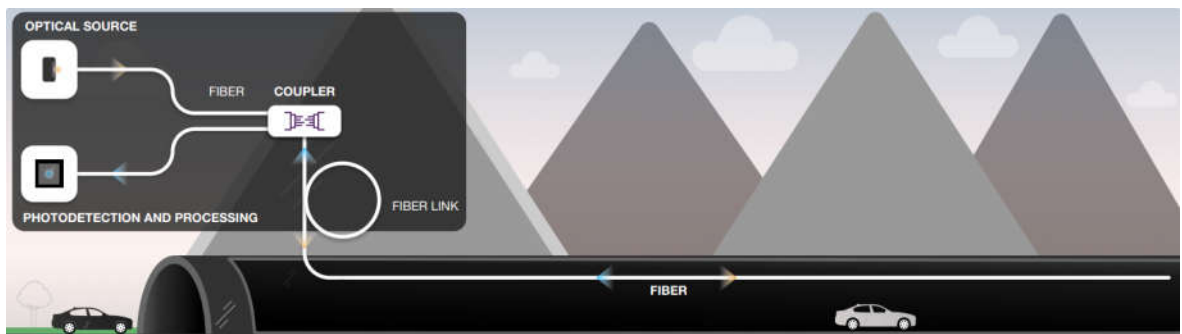 OPTICAL SOURCE
FIBER
COUPLER
FIBER LINK
PHOTODETECTION AND PROCESSING
FIBER